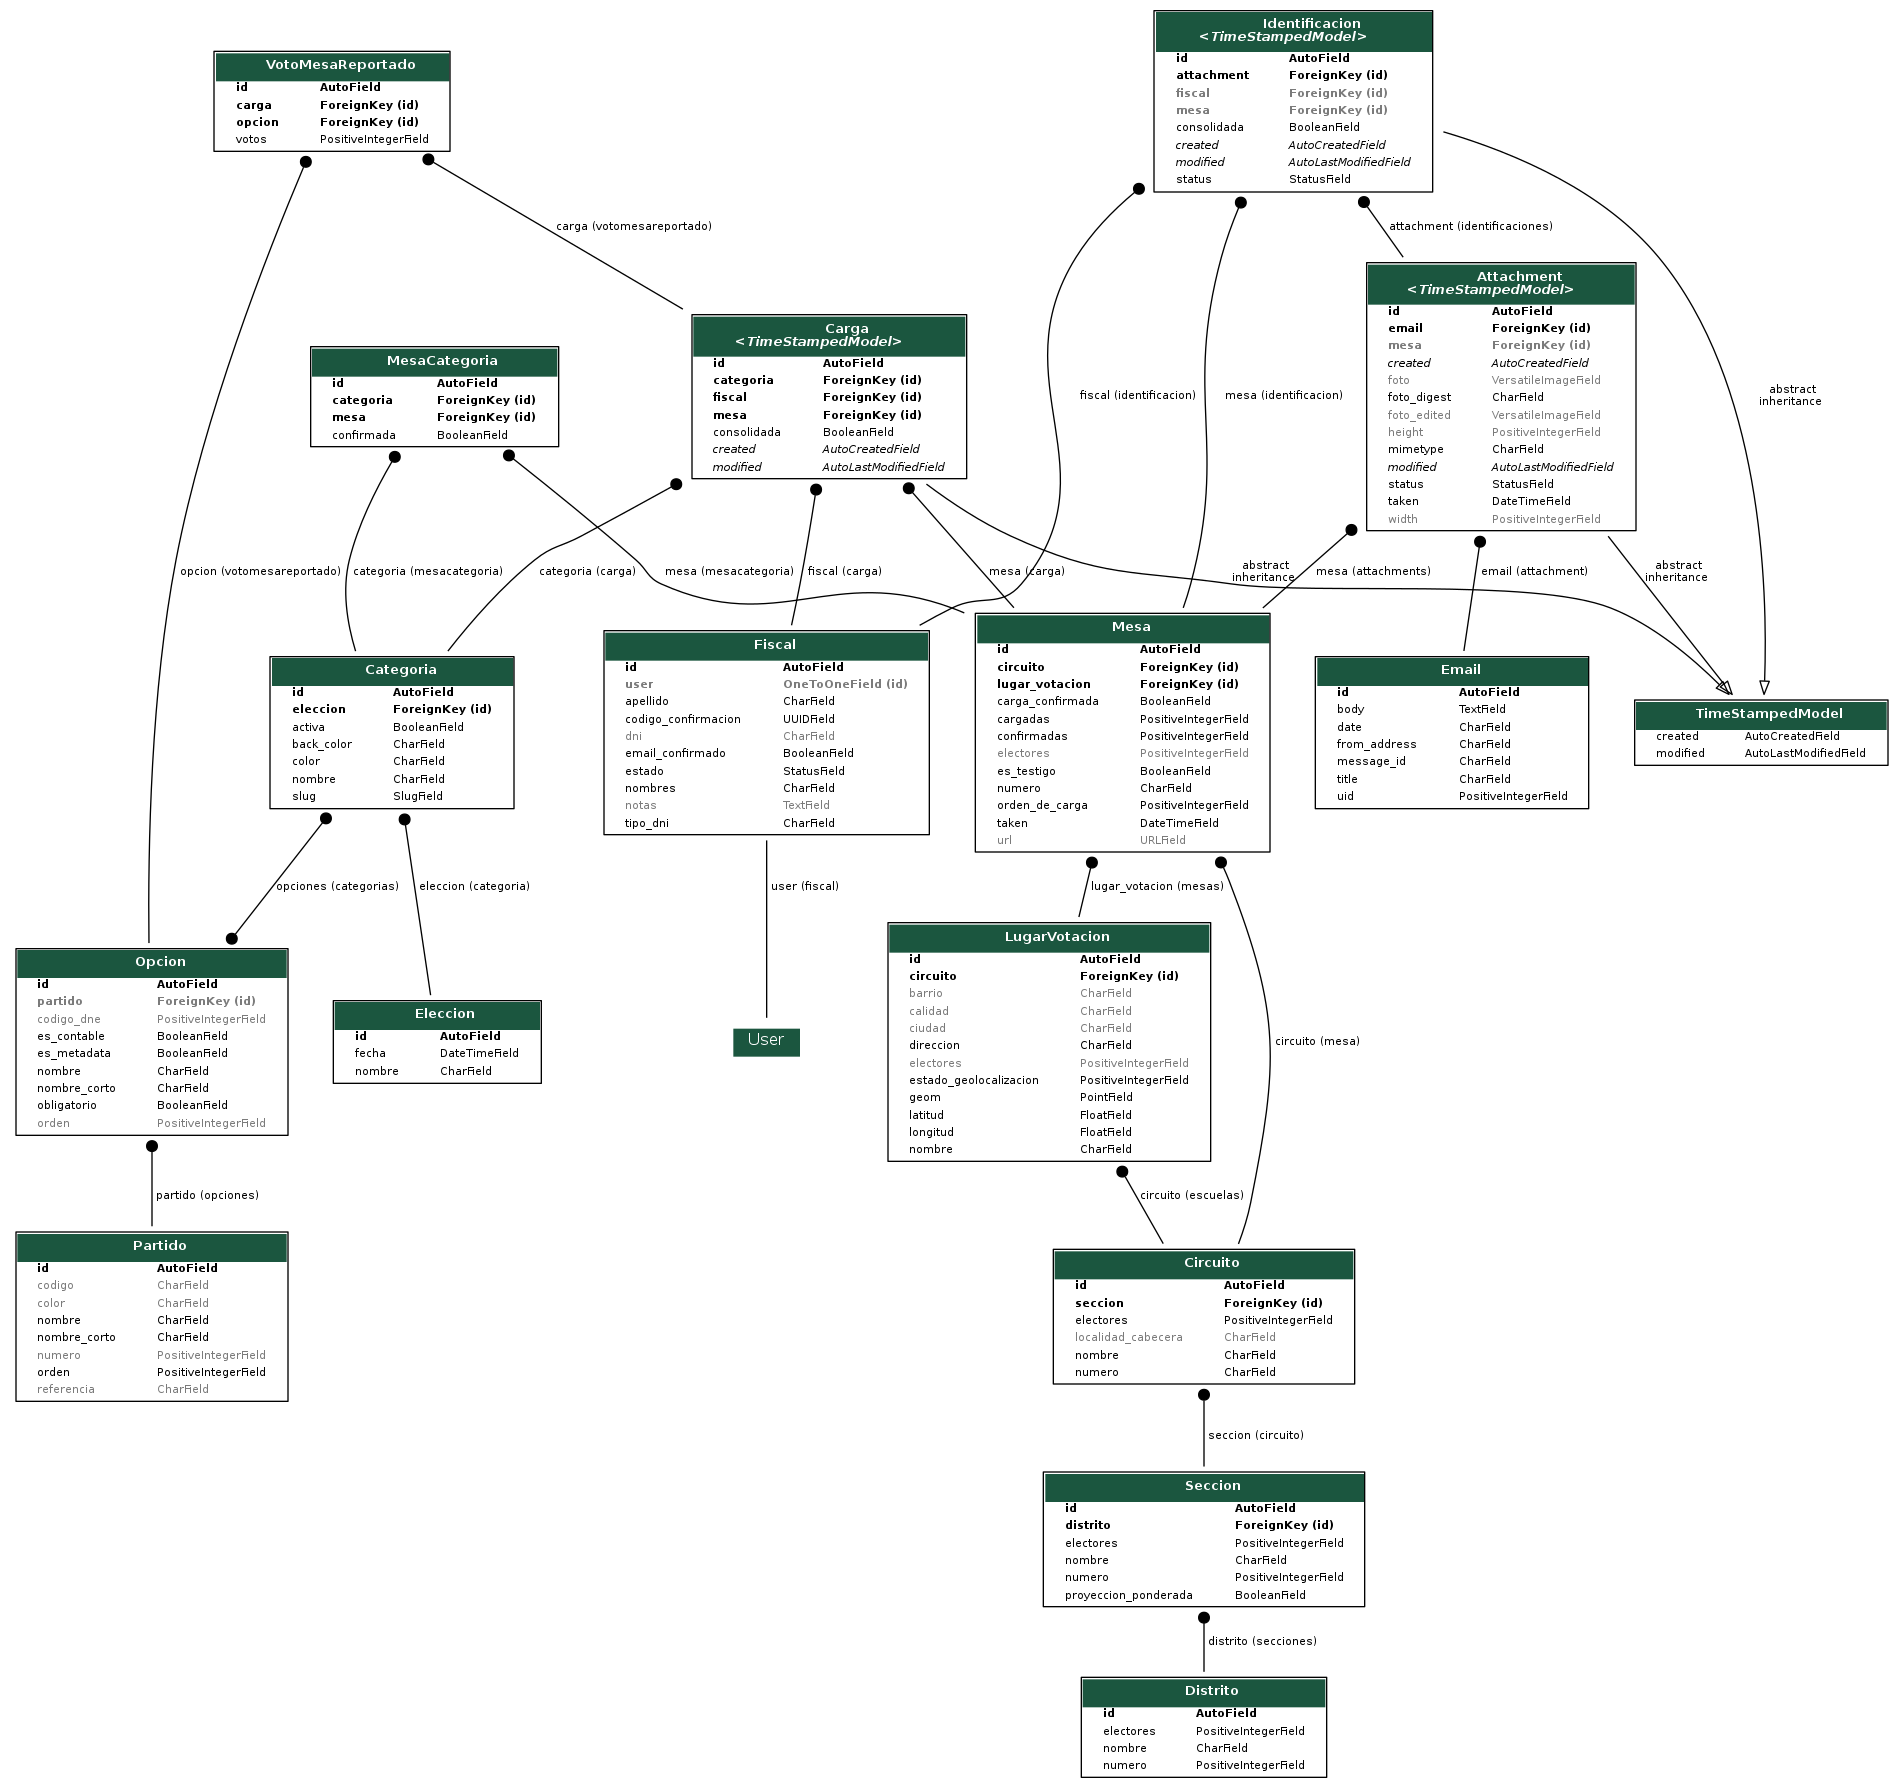 Identificacion
<TimeStampedModel>
id AutoField
attachment ForeignKey (id)
fiscal ForeignKey (id)
mesa ForeignKey (id)
consolidada BooleanField
created AutoCreatedField
modified AutoLastModifiedField
status StatusField
VotoMesaReportado
id AutoField
carga ForeignKey (id)
opcion ForeignKey (id)
votos PositiveIntegerField
carga (votomesareportado)
attachment (identificaciones)
Attachment
<TimeStampedModel>
id AutoField
email ForeignKey (id)
mesa ForeignKey (id)
created AutoCreatedField
foto VersatileImageField
foto_digest CharField
foto_edited VersatileImageField
height PositiveIntegerField
mimetype CharField
modified AutoLastModifiedField
status StatusField
taken DateTimeField
width PositiveIntegerField
Carga
<TimeStampedModel>
id AutoField
categoria ForeignKey (id)
fiscal ForeignKey (id)
mesa ForeignKey (id)
consolidada BooleanField
created AutoCreatedField
modified AutoLastModifiedField
MesaCategoria
id AutoField
categoria ForeignKey (id)
mesa ForeignKey (id)
confirmada BooleanField
fiscal (identificacion)
mesa (identificacion)
abstract
inheritance
opcion (votomesareportado)
categoria (mesacategoria)
categoria (carga)
mesa (mesacategoria)
fiscal (carga)
mesa (carga)
abstract
inheritance
mesa (attachments)
email (attachment)
abstract
inheritance
Categoria
id AutoField
eleccion ForeignKey (id)
activa BooleanField
back_color CharField
color CharField
nombre CharField
slug SlugField
Fiscal
id AutoField
user OneToOneField (id)
apellido CharField
codigo_confirmacion UUIDField
dni CharField
email_confirmado BooleanField
estado StatusField
nombres CharField
notas TextField
tipo_dni CharField
Mesa
id AutoField
circuito ForeignKey (id)
lugar_votacion ForeignKey (id)
carga_confirmada BooleanField
cargadas PositiveIntegerField
confirmadas PositiveIntegerField
electores PositiveIntegerField
es_testigo BooleanField
numero CharField
orden_de_carga PositiveIntegerField
taken DateTimeField
url URLField
Email
id AutoField
body TextField
date CharField
from_address CharField
message_id CharField
title CharField
uid PositiveIntegerField
TimeStampedModel
created AutoCreatedField
modified AutoLastModifiedField
opciones (categorias)
eleccion (categoria)
user (fiscal)
lugar_votacion (mesas)
Opcion
id AutoField
partido ForeignKey (id)
codigo_dne PositiveIntegerField
es_contable BooleanField
es_metadata BooleanField
nombre CharField
nombre_corto CharField
obligatorio BooleanField
orden PositiveIntegerField
Eleccion
id AutoField
fecha DateTimeField
nombre CharField
User
LugarVotacion
id AutoField
circuito ForeignKey (id)
barrio CharField
calidad CharField
ciudad CharField
direccion CharField
electores PositiveIntegerField
estado_geolocalizacion PositiveIntegerField
geom PointField
latitud FloatField
longitud FloatField
nombre CharField
circuito (mesa)
partido (opciones)
circuito (escuelas)
Partido
id AutoField
codigo CharField
color CharField
nombre CharField
nombre_corto CharField
numero PositiveIntegerField
orden PositiveIntegerField
referencia CharField
Circuito
id AutoField
seccion ForeignKey (id)
electores PositiveIntegerField
localidad_cabecera CharField
nombre CharField
numero CharField
seccion (circuito)
Seccion
id AutoField
distrito ForeignKey (id)
electores PositiveIntegerField
nombre CharField
numero PositiveIntegerField
proyeccion_ponderada BooleanField
distrito (secciones)
Distrito
id AutoField
electores PositiveIntegerField
nombre CharField
numero PositiveIntegerField